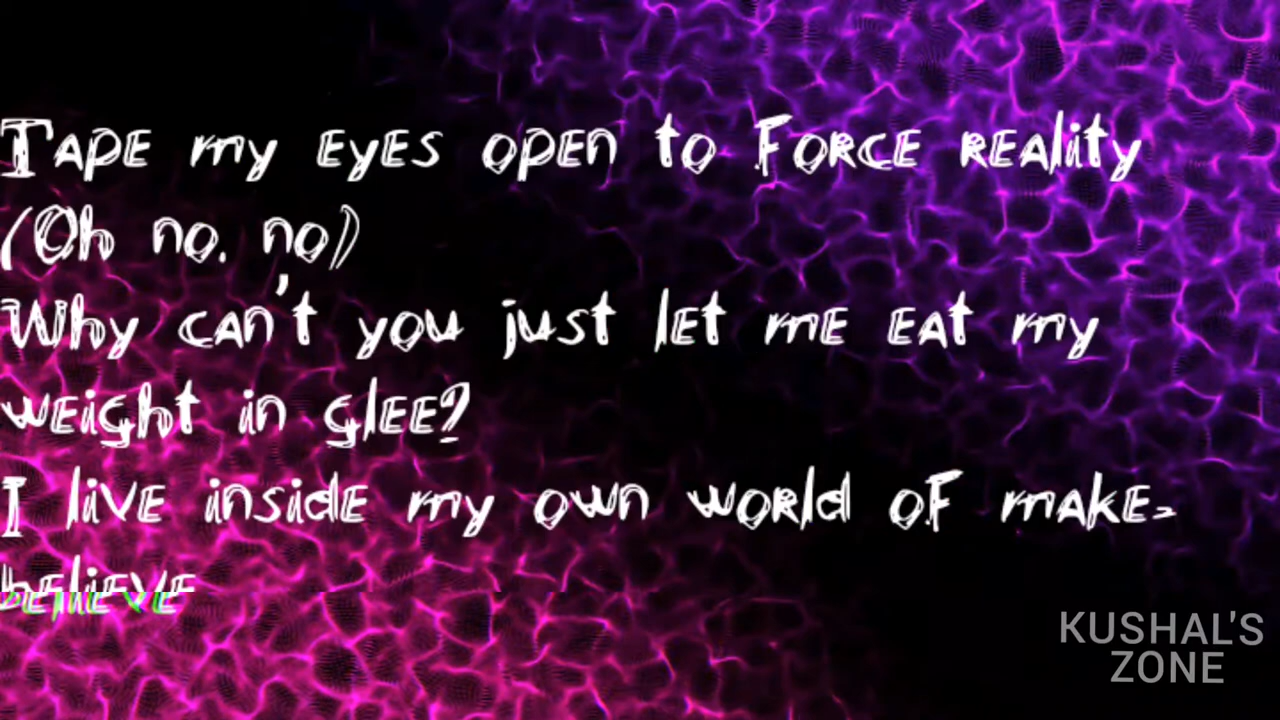 Tape my eyes open to force reality
(Oh no, no)
Why can't you just let me eat my
weight in glee?
I live inside my own world of make-
believe
KUSHAL'S
ZONE